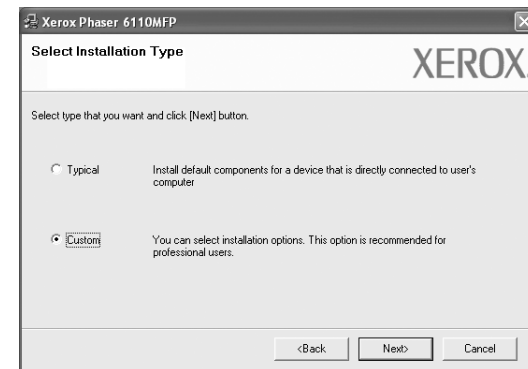 Xerox Phaser 6110MFP
Select Installation Type
XEROX.
Select type that you want and click [Next] button.
Typical
Install default components for a device that is directly connected to user's
computer
Custom
You can select installation options. This option is recommended for
professional users.
<Back
Next>
Cancel